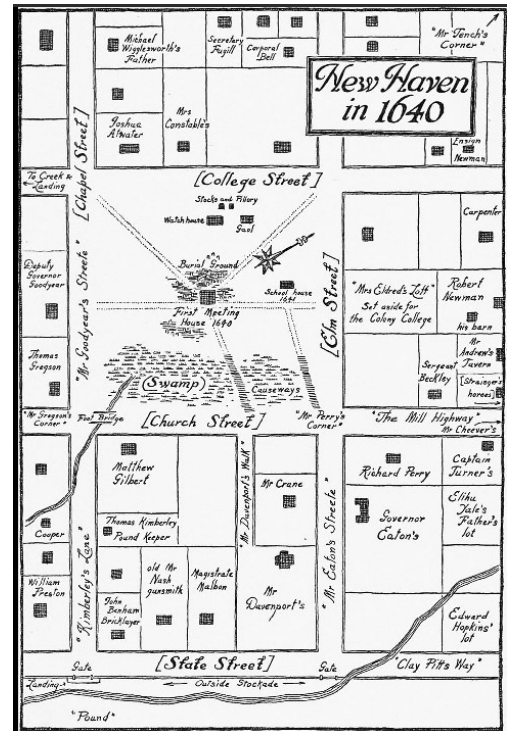 New Haven
in 1640
Michael
Wigglesworth's
Father
Secretary
Fugill
Corporal
Bell
"Mr Tench's
Corner"
Joshua
Atwater
Mrs
Constable's
Ensign
Newman
[Chapel Street]
To Creek &
Landing
[College Street]
Stocks and Pillory
Watch house
Gaol
Carpenter
Burial Ground
Deputy
Governor
Goodyear
"Mr Goodyear's Streete"
School house
1641
[Elm Street]
"Mrs Eldred's Lott"
Set aside for
the Colony College
Robert
Newman
his barn
First Meeting
House 1640
Thomas
Gregson
(Swamp)
Causeways
Sergeant
Beckley
Mr
Andrew's
Tavern
[Strainger's
horses]
"Mr Gregson's
Corner"
Foot Bridge
[Church Street]
"Mr Perry's
Corner"
"The Mill Highway"
Mr Cheever's
Matthew
Gilbert
"Mr Davenport's Walk"
Mr Crane
Richard Perry
Captain
Turner's
Elihu
Yale's
Father's
lot
Governor
Eaton's
Cooper
Thomas Kimberley
Pound Keeper
"Kimberley's Lane"
"Mr Eaton's Streete"
William
Preston
old Mr
Nash
gunsmith
Magistrate
Malbon
Mr
Davenport's
John
Benham
Bricklayer
Edward
Hopkins'
lot
Gate
[State Street]
Gate
"Clay Pitts Way"
Landing
Outside Stockade
"Pound"